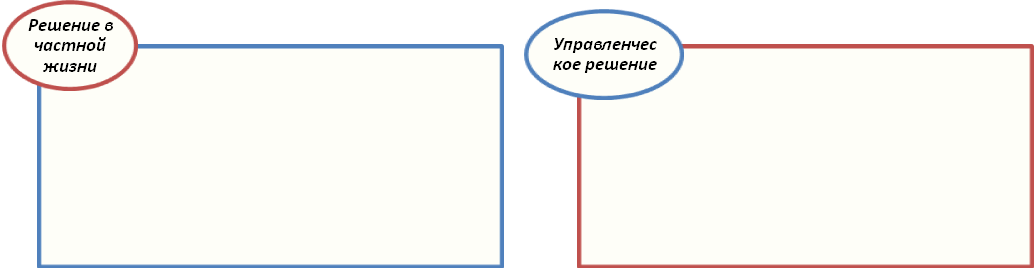 Решение в
частной
жизни
Управленчес
кое решение